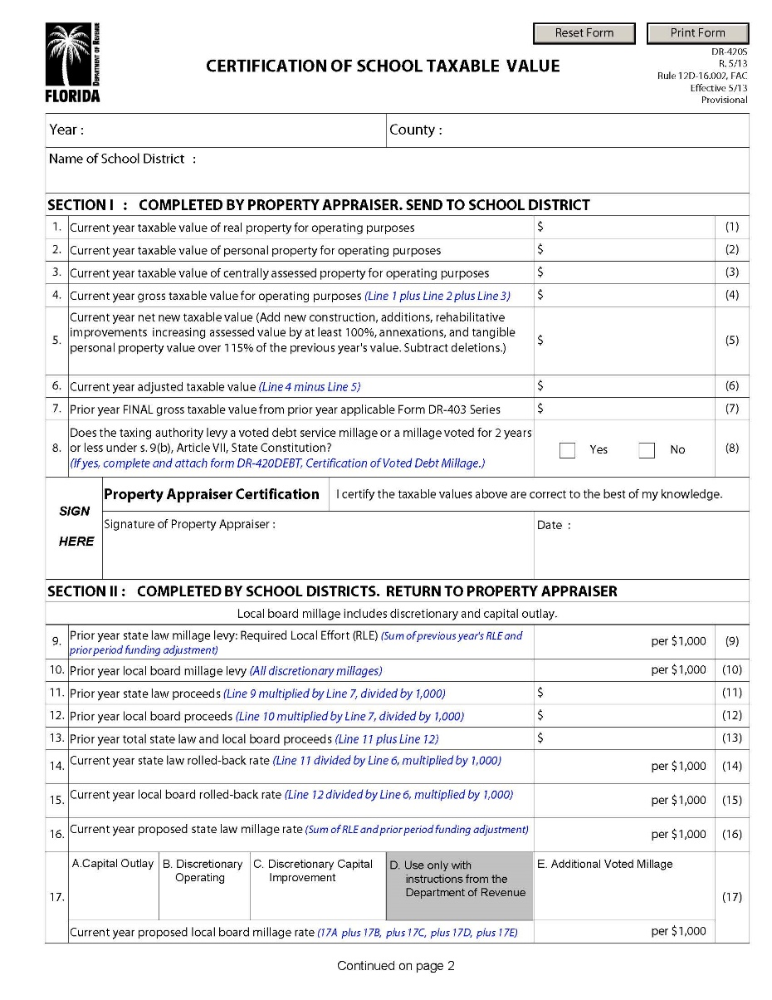 Reset Form
Print Form
DEPARTMENT OF REVENUE
FLORIDA
CERTIFICATION OF SCHOOL TAXABLE VALUE
DR-420S
R. 5/13
Rule 12D-16.002, FAC
Effective 5/13
Provisional
Year :
County :
Name of School District :
SECTION I : COMPLETED BY PROPERTY APPRAISER. SEND TO SCHOOL DISTRICT
1. Current year taxable value of real property for operating purposes $ (1)
2. Current year taxable value of personal property for operating purposes $ (2)
3. Current year taxable value of centrally assessed property for operating purposes $ (3)
4. Current year gross taxable value for operating purposes (Line 1 plus Line 2 plus Line 3) $ (4)
Current year net new taxable value (Add new construction, additions, rehabilitative
improvements increasing assessed value by at least 100%, annexations, and tangible
5. personal property value over 115% of the previous year's value. Subtract deletions.) $ (5)
6. Current year adjusted taxable value (Line 4 minus Line 5) $ (6)
7. Prior year FINAL gross taxable value from prior year applicable Form DR-403 Series $ (7)
Does the taxing authority levy a voted debt service millage or a millage voted for 2 years
8. or less under s. 9(b), Article VII, State Constitution? Yes No (8)
(If yes, complete and attach form DR-420DEBT, Certification of Voted Debt Millage.)
SIGN
HERE
Property Appraiser Certification I certify the taxable values above are correct to the best of my knowledge.
Signature of Property Appraiser : Date :
SECTION II : COMPLETED BY SCHOOL DISTRICTS. RETURN TO PROPERTY APPRAISER
Local board millage includes discretionary and capital outlay.
9. Prior year state law millage levy: Required Local Effort (RLE) (Sum of previous year's RLE and
prior period funding adjustment) per $1,000 (9)
10. Prior year local board millage levy (All discretionary millages) per $1,000 (10)
11. Prior year state law proceeds (Line 9 multiplied by Line 7, divided by 1,000) $ (11)
12. Prior year local board proceeds (Line 10 multiplied by Line 7, divided by 1,000) $ (12)
13. Prior year total state law and local board proceeds (Line 11 plus Line 12) $ (13)
14. Current year state law rolled-back rate (Line 11 divided by Line 6, multiplied by 1,000) per $1,000 (14)
15. Current year local board rolled-back rate (Line 12 divided by Line 6, multiplied by 1,000) per $1,000 (15)
16. Current year proposed state law millage rate (Sum of RLE and prior period funding adjustment) per $1,000 (16)
17.
A.Capital Outlay
B. Discretionary
Operating
C. Discretionary Capital
Improvement
D. Use only with
instructions from the
Department of Revenue
E. Additional Voted Millage
(17)
Current year proposed local board millage rate (17A plus 17B, plus 17C, plus 17D, plus 17E) per $1,000
Continued on page 2